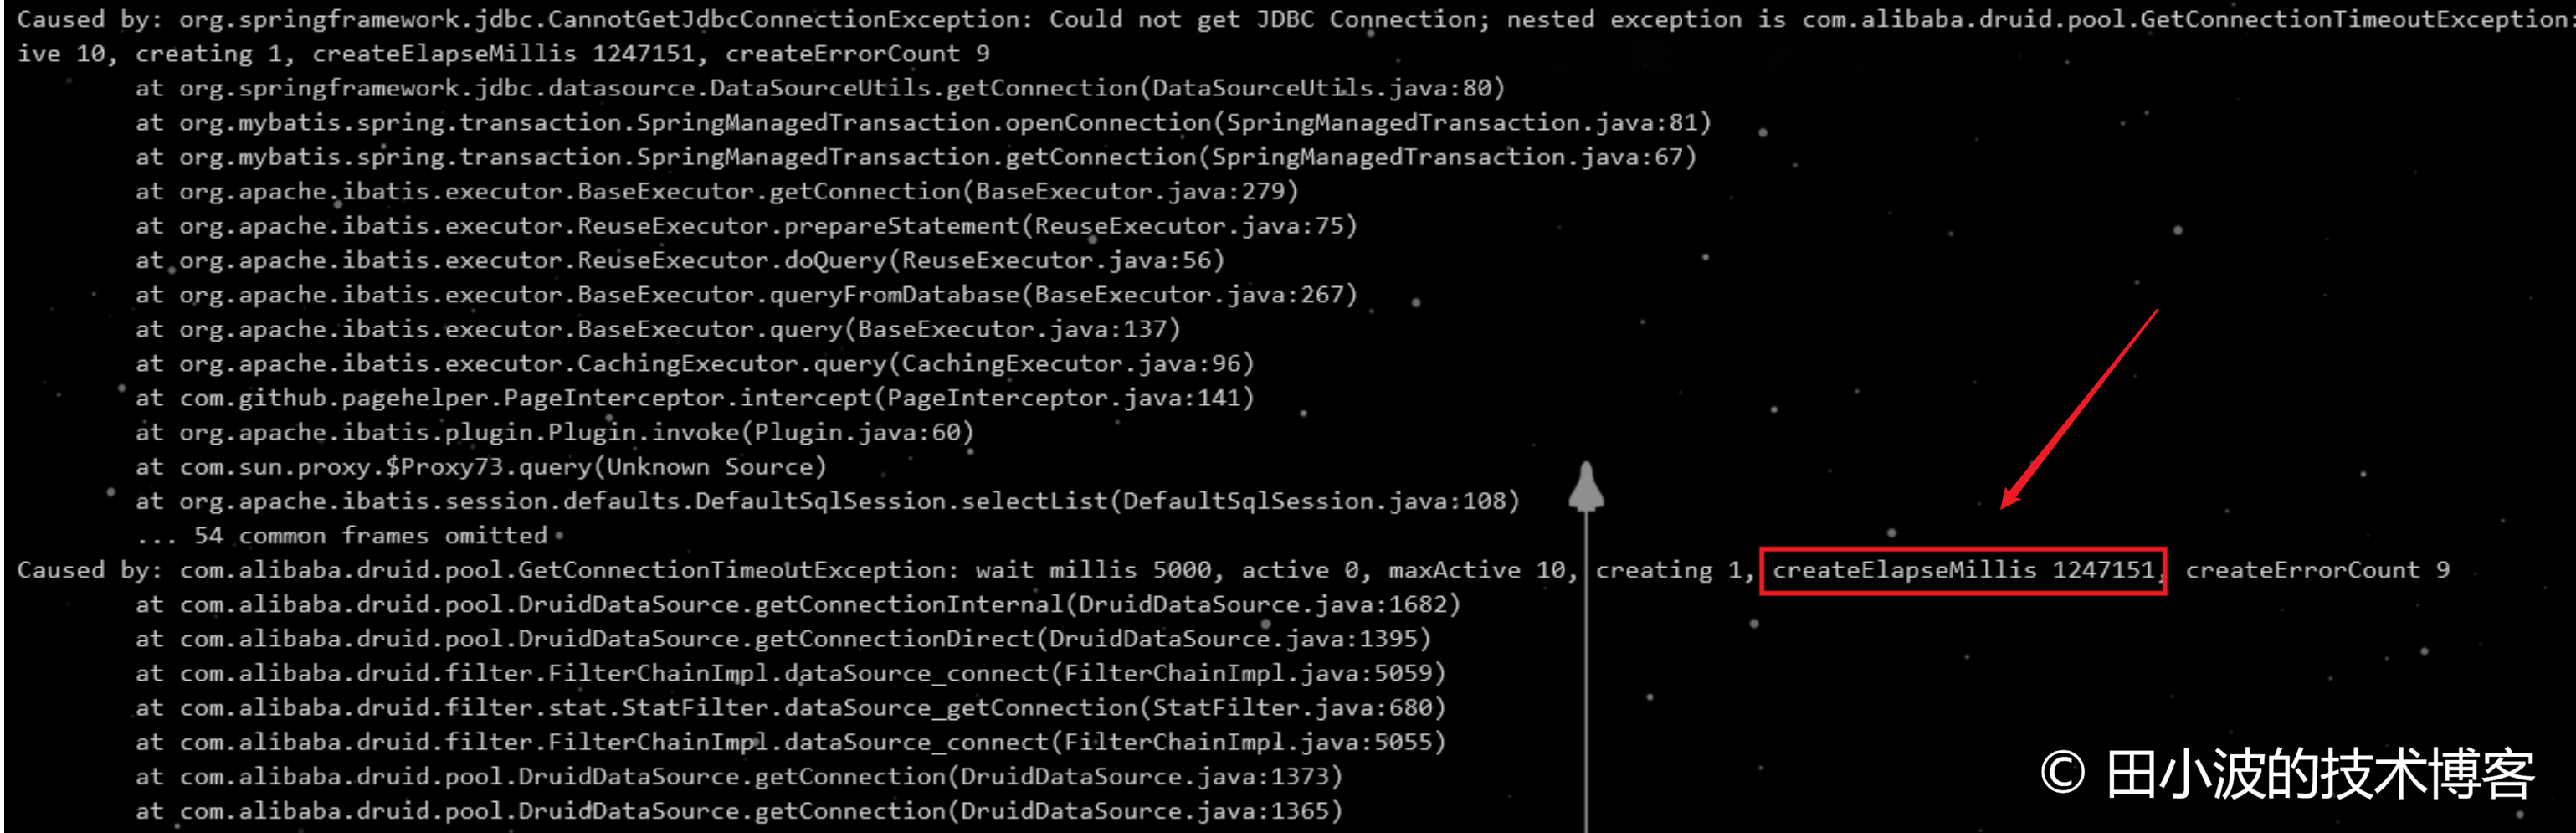 Caused by: org.springframework.jdbc.CannotGetJdbcConnectionException: Could not get JDBC Connection; nested exception is com.alibaba.druid.pool.GetConnectionTimeoutException:
ive 10, creating 1, createElapseMillis 1247151, createErrorCount 9
at org.springframework.jdbc.datasource.DataSourceUtils.getConnection(DataSourceUtils.java:80)
at org.mybatis.spring.transaction.SpringManagedTransaction.openConnection(SpringManagedTransaction.java:81)
at org.mybatis.spring.transaction.SpringManagedTransaction.getConnection(SpringManagedTransaction.java:67)
at org.apache.ibatis.executor.BaseExecutor.getConnection(BaseExecutor.java:279)
at org.apache.ibatis.executor.ReuseExecutor.prepareStatement(ReuseExecutor.java:75)
at org.apache.ibatis.executor.ReuseExecutor.doQuery(ReuseExecutor.java:56)
at org.apache.ibatis.executor.BaseExecutor.queryFromDatabase(BaseExecutor.java:267)
at org.apache.ibatis.executor.BaseExecutor.query(BaseExecutor.java:137)
at org.apache.ibatis.executor.CachingExecutor.query(CachingExecutor.java:96)
at com.github.pagehelper.PageInterceptor.intercept(PageInterceptor.java:141)
at org.apache.ibatis.plugin.Plugin.invoke(Plugin.java:60)
at com.sun.proxy.$Proxy73.query(Unknown Source)
at org.apache.ibatis.session.defaults.DefaultSqlSession.selectList(DefaultSqlSession.java:108)
... 54 common frames omitted
Caused by: com.alibaba.druid.pool.GetConnectionTimeoutException: wait millis 5000, active 0, maxActive 10, creating 1, createElapseMillis 1247151, createErrorCount 9
at com.alibaba.druid.pool.DruidDataSource.getConnectionInternal(DruidDataSource.java:1682)
at com.alibaba.druid.pool.DruidDataSource.getConnectionDirect(DruidDataSource.java:1395)
at com.alibaba.druid.filter.FilterChainImpl.dataSource_connect(FilterChainImpl.java:5059)
at com.alibaba.druid.filter.stat.StatFilter.dataSource_getConnection(StatFilter.java:680)
at com.alibaba.druid.filter.FilterChainImpl.dataSource_connect(FilterChainImpl.java:5055)
at com.alibaba.druid.pool.DruidDataSource.getConnection(DruidDataSource.java:1373)
at com.alibaba.druid.pool.DruidDataSource.getConnection(DruidDataSource.java:1365)
© 田小波的技术博客